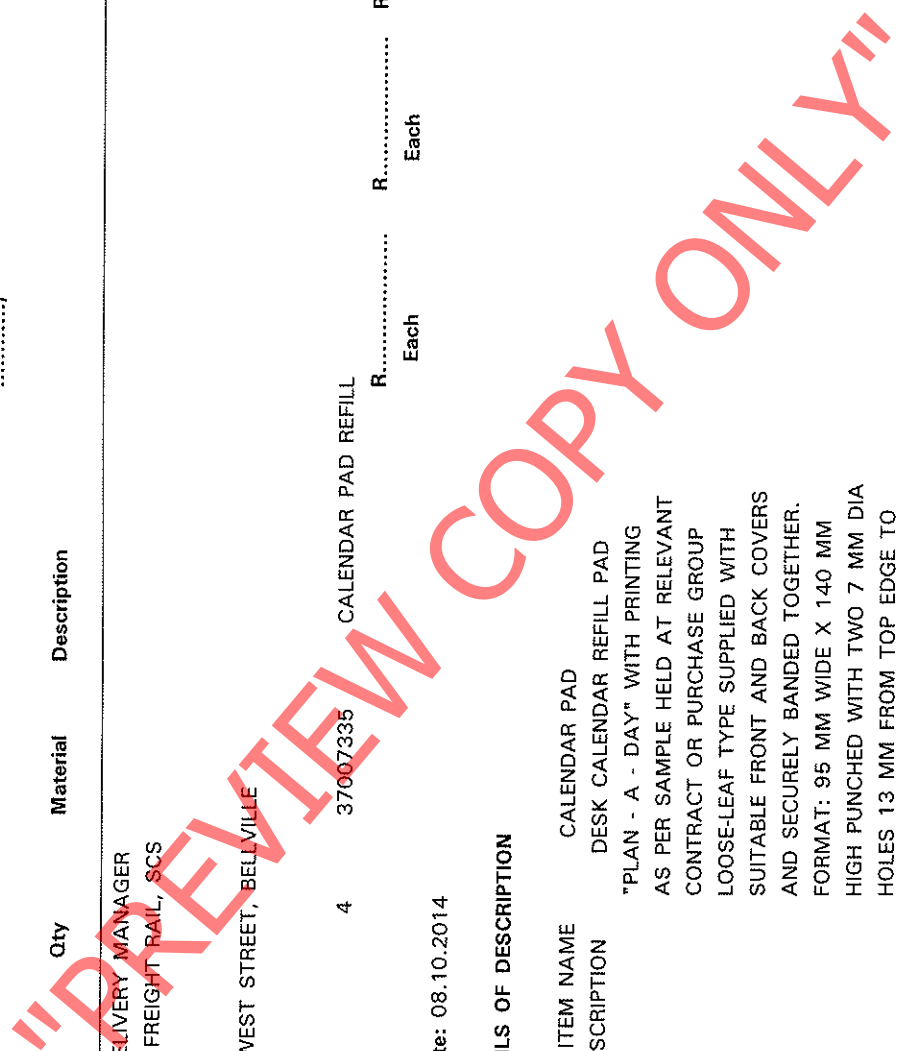 Qty Material Description
ELIVERY MANAGER
FREIGHT RAIL, SCS
WEST STREET, BELLVILLE
4 37007335 CALENDAR PAD REFILL
R................ R................ R
Each Each
te: 08.10.2014
ILS OF DESCRIPTION
ITEM NAME CALENDAR PAD
SCRIPTION DESK CALENDAR REFILL PAD
"PLAN - A - DAY" WITH PRINTING
AS PER SAMPLE HELD AT RELEVANT
CONTRACT OR PURCHASE GROUP
LOOSE-LEAF TYPE SUPPLIED WITH
SUITABLE FRONT AND BACK COVERS
AND SECURELY BANDED TOGETHER.
FORMAT: 95 MM WIDE X 140 MM
HIGH PUNCHED WITH TWO 7 MM DIA
HOLES 13 MM FROM TOP EDGE TO
"PREVIEW COPY ONLY"